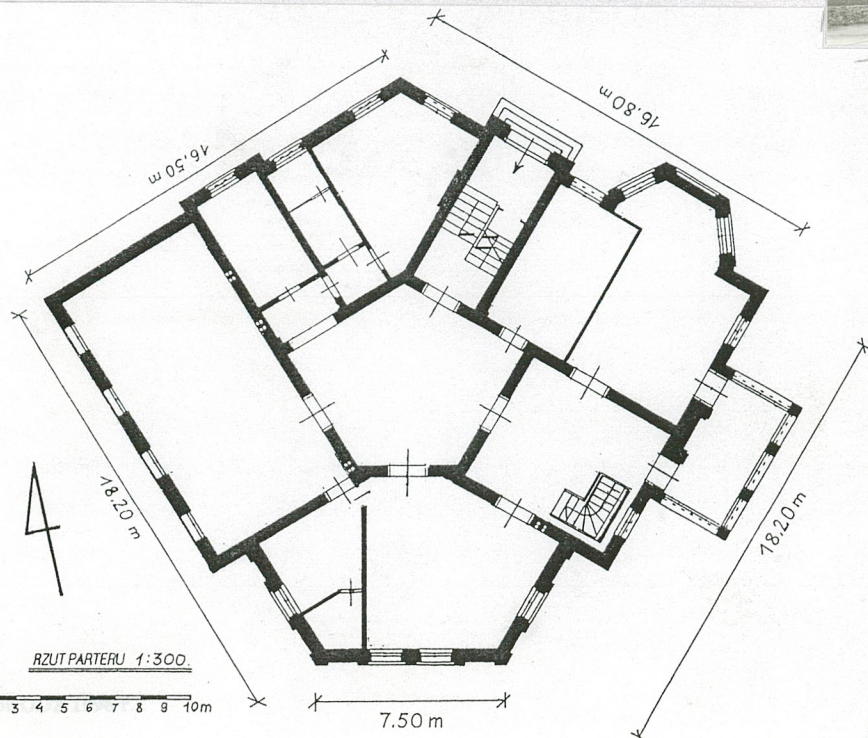 16.50 m
16.80 m
18.20 m
18.20 m
RZUT PARTERU 1:300.
3 4 5 6 7 8 9 10m
7.50 m